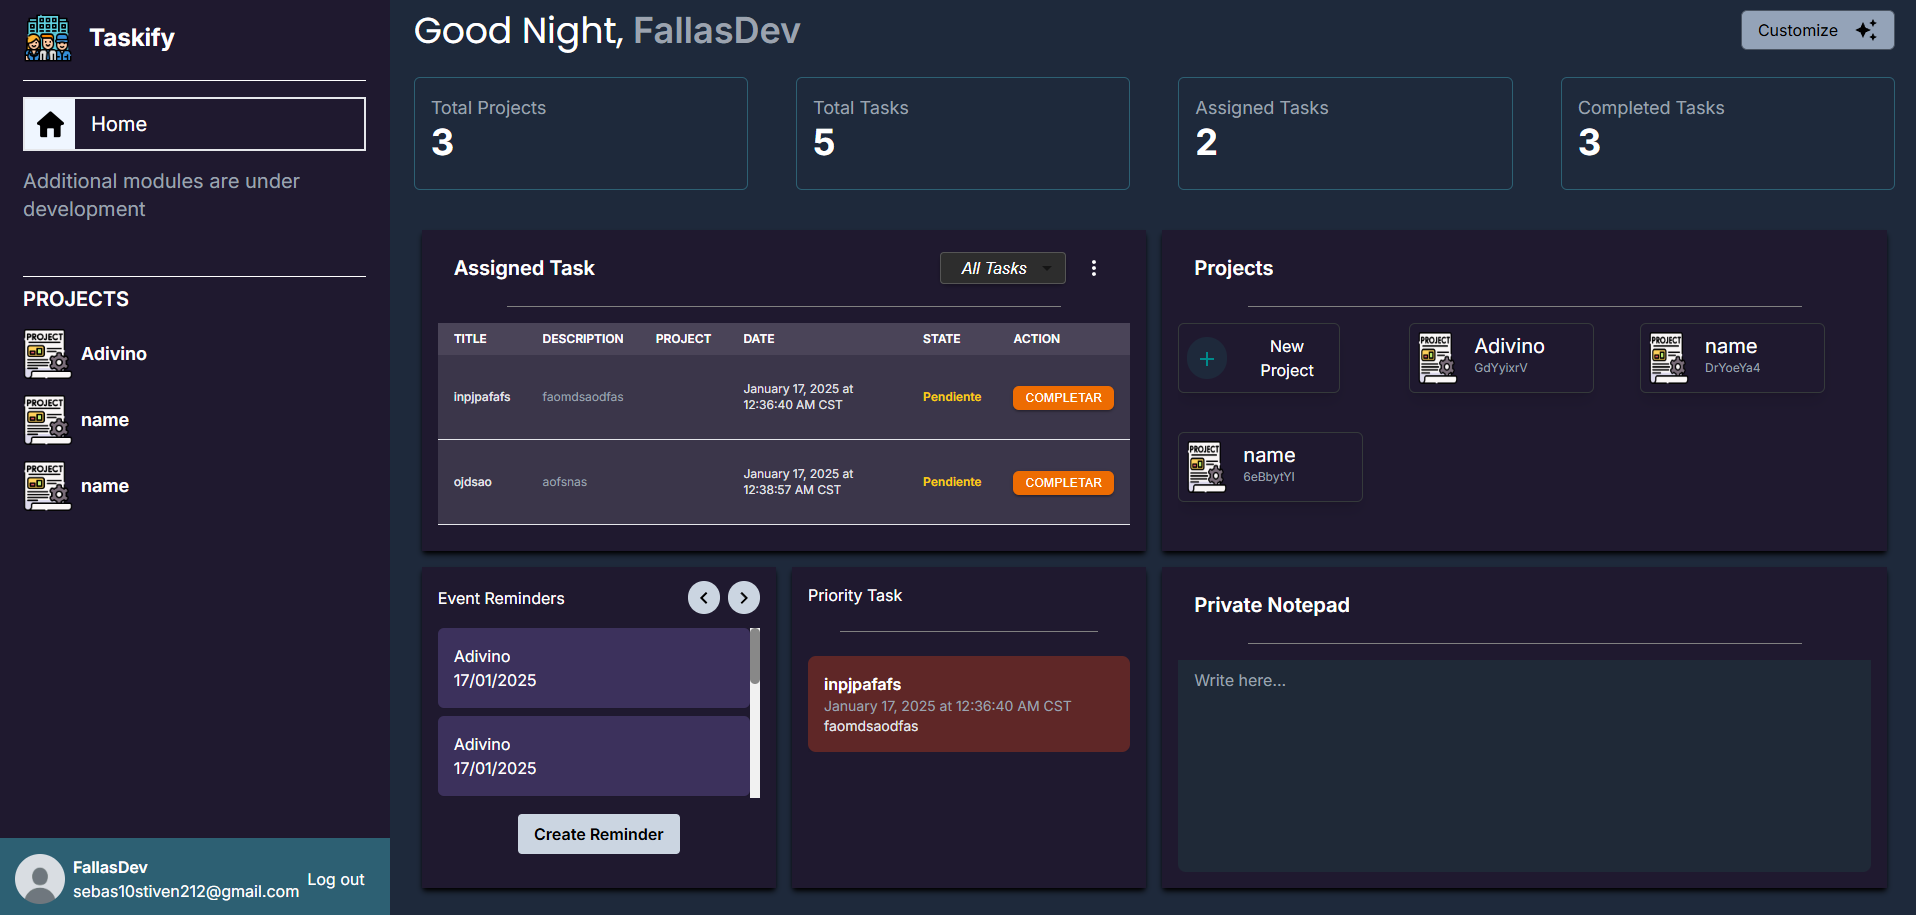 Taskify
Home
Additional modules are under
development
PROJECTS
PROJECT
Adivino
PROJECT
name
PROJECT
name
FallasDev
sebas10stiven212@gmail.com
Log out
Good Night, FallasDev
Customize
Total Projects
3
Total Tasks
5
Assigned Tasks
2
Completed Tasks
3
Assigned Task
All Tasks
TITLE DESCRIPTION PROJECT DATE STATE ACTION
inpjpafafs faomdsaodfas January 17, 2025 at
12:36:40 AM CST Pendiente COMPLETAR
ojdsao aofsnas January 17, 2025 at
12:38:57 AM CST Pendiente COMPLETAR
Projects
New
Project
PROJECT
Adivino
GdYyixrV
PROJECT
name
DrYoeYa4
PROJECT
name
6eBbytYI
Event Reminders
Adivino
17/01/2025
Adivino
17/01/2025
Create Reminder
Priority Task
inpjpafafs
January 17, 2025 at 12:36:40 AM CST
faomdsaodfas
Private Notepad
Write here...